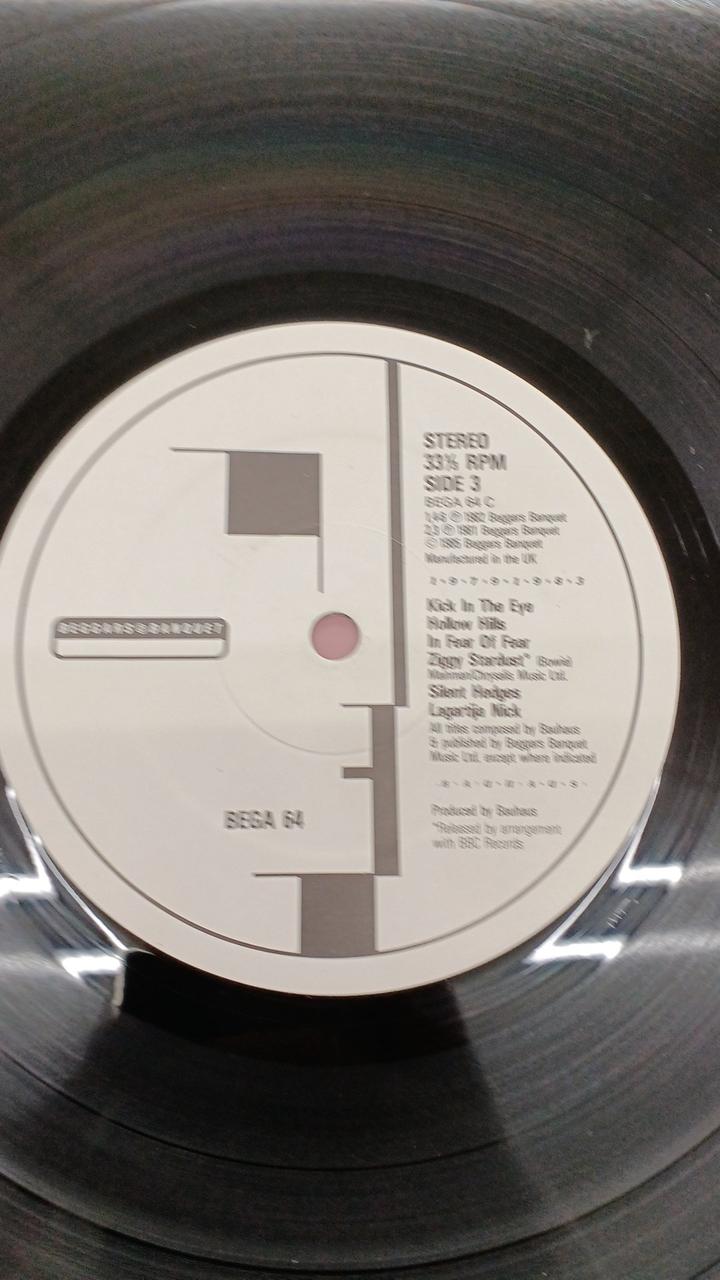 STEREO
33⅓ RPM
SIDE 3
BEGA 64 C
1,4-6 ℗ 1982 Beggars Banquet
2,3 ℗ 1981 Beggars Banquet
© 1985 Beggars Banquet
Manufactured in the UK
1·9·7·9·1·9·8·3
BEGGARS BANQUET
Kick In The Eye
Hollow Hills
In Fear Of Fear
Ziggy Stardust* (Bowie)
Mainman/Chrysalis Music Ltd.
Silent Hedges
Lagartija Nick
All titles composed by Bauhaus
& published by Beggars Banquet
Music Ltd. except where indicated.
·B·A·U·H·A·U·S·
BEGA 64
Produced by Bauhaus
*Released by arrangement
with BBC Records